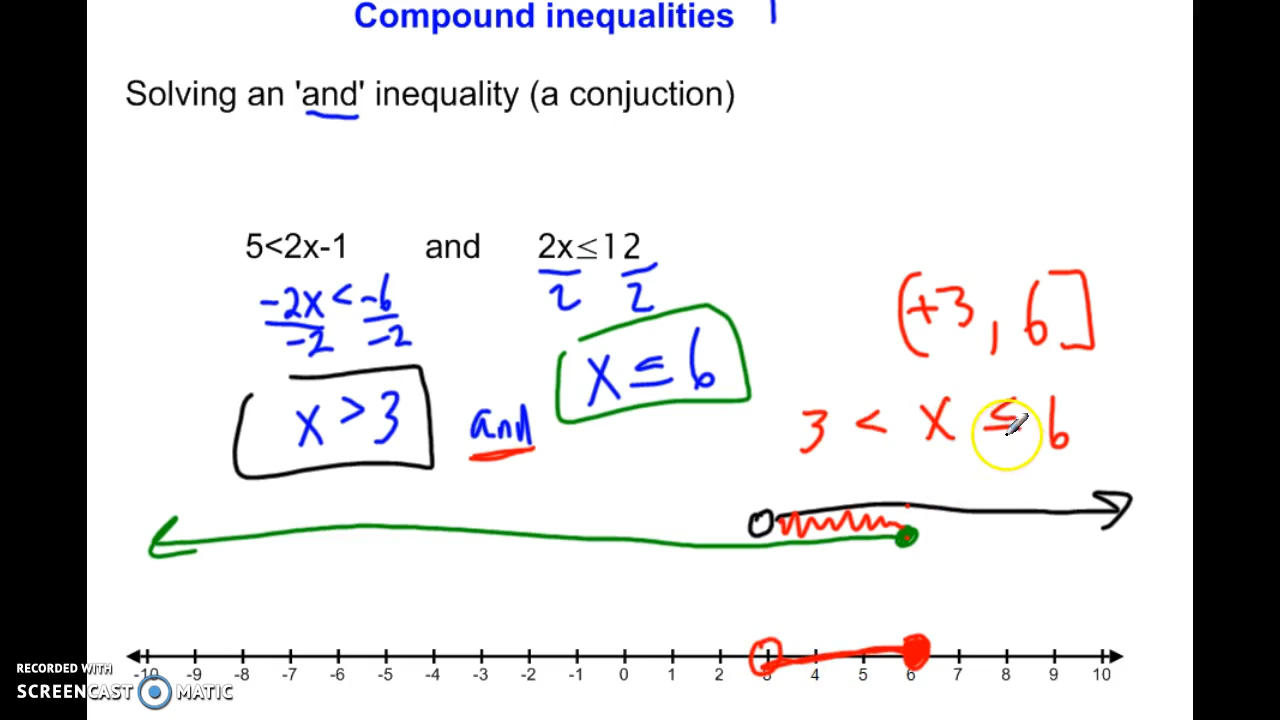 Compound inequalities
Solving an 'and' inequality (a conjuction)
5<2x-1 and 2x≤12
-2x < -6
-2 -2
2 2
(+3, 6]
x ≤ 6
x > 3 and
3 < x ≤ 6
-10 -9 -8 -7 -6 -5 -4 -3 -2 -1 0 1 2 3 4 5 6 7 8 9 10
RECORDED WITH
SCREENCAST MATIC